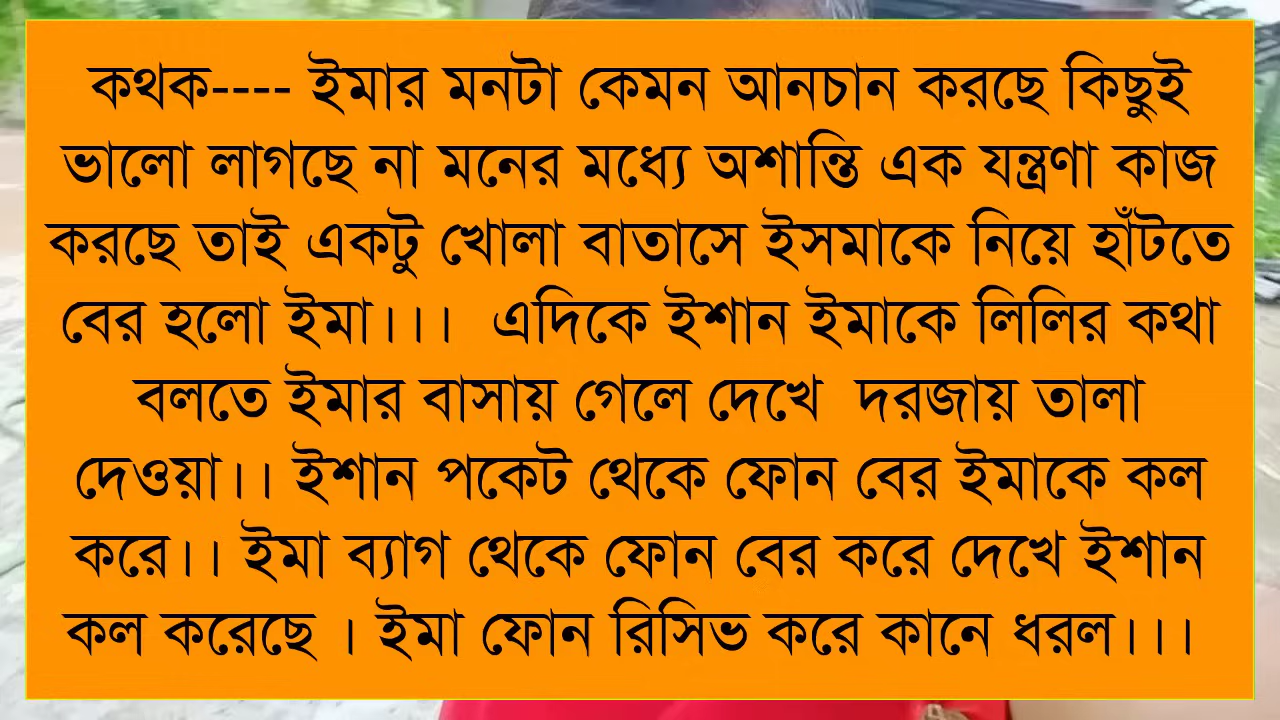 কথক---- ইমার মনটা কেমন আনচান করছে কিছুই
ভালো লাগছে না মনের মধ্যে অশান্তি এক যন্ত্রণা কাজ
করছে তাই একটু খোলা বাতাসে ইসমাকে নিয়ে হাঁটতে
বের হলো ইমা।।। এদিকে ইশান ইমাকে লিলির কথা
বলতে ইমার বাসায় গেলে দেখে দরজায় তালা
দেওয়া।। ইশান পকেট থেকে ফোন বের ইমাকে কল
করে।। ইমা ব্যাগ থেকে ফোন বের করে দেখে ইশান
কল করেছে । ইমা ফোন রিসিভ করে কানে ধরল।।।